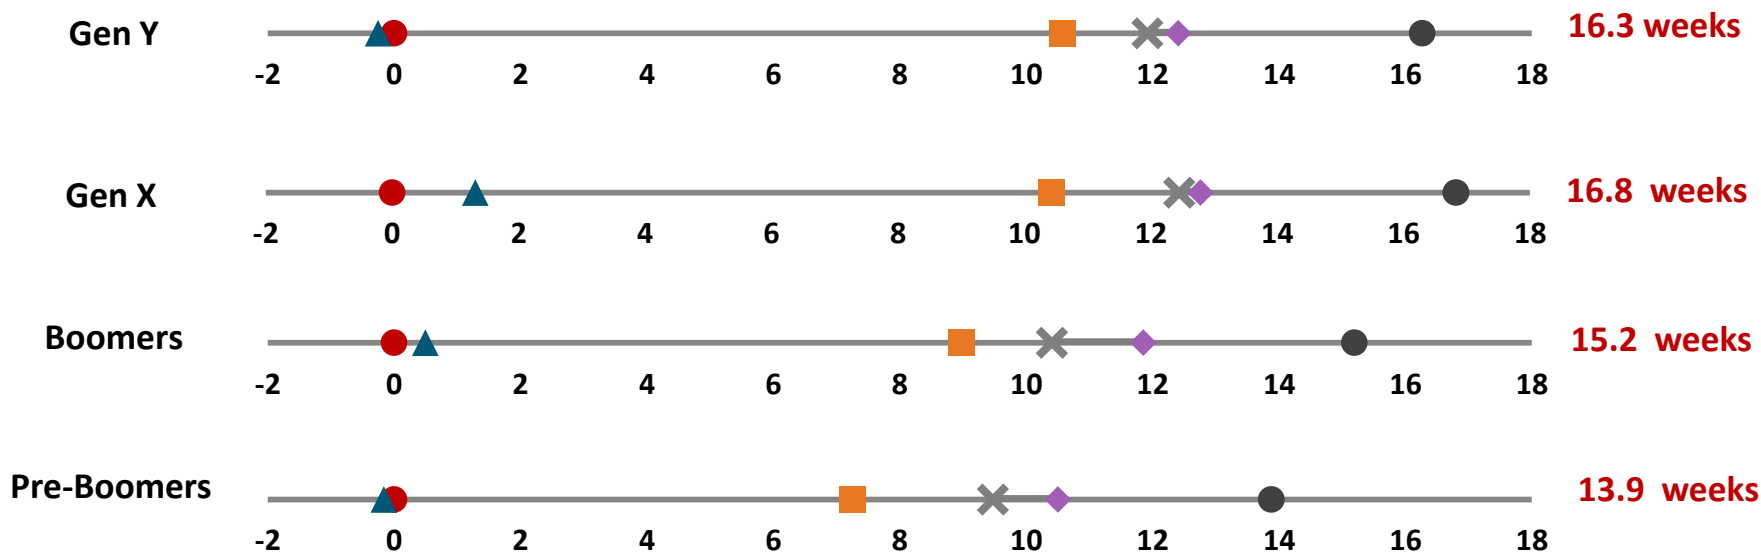 Gen Y 16.3 weeks
-2 0 2 4 6 8 10 12 14 16 18
Gen X 16.8 weeks
-2 0 2 4 6 8 10 12 14 16 18
Boomers 15.2 weeks
-2 0 2 4 6 8 10 12 14 16 18
Pre-Boomers 13.9 weeks
-2 0 2 4 6 8 10 12 14 16 18